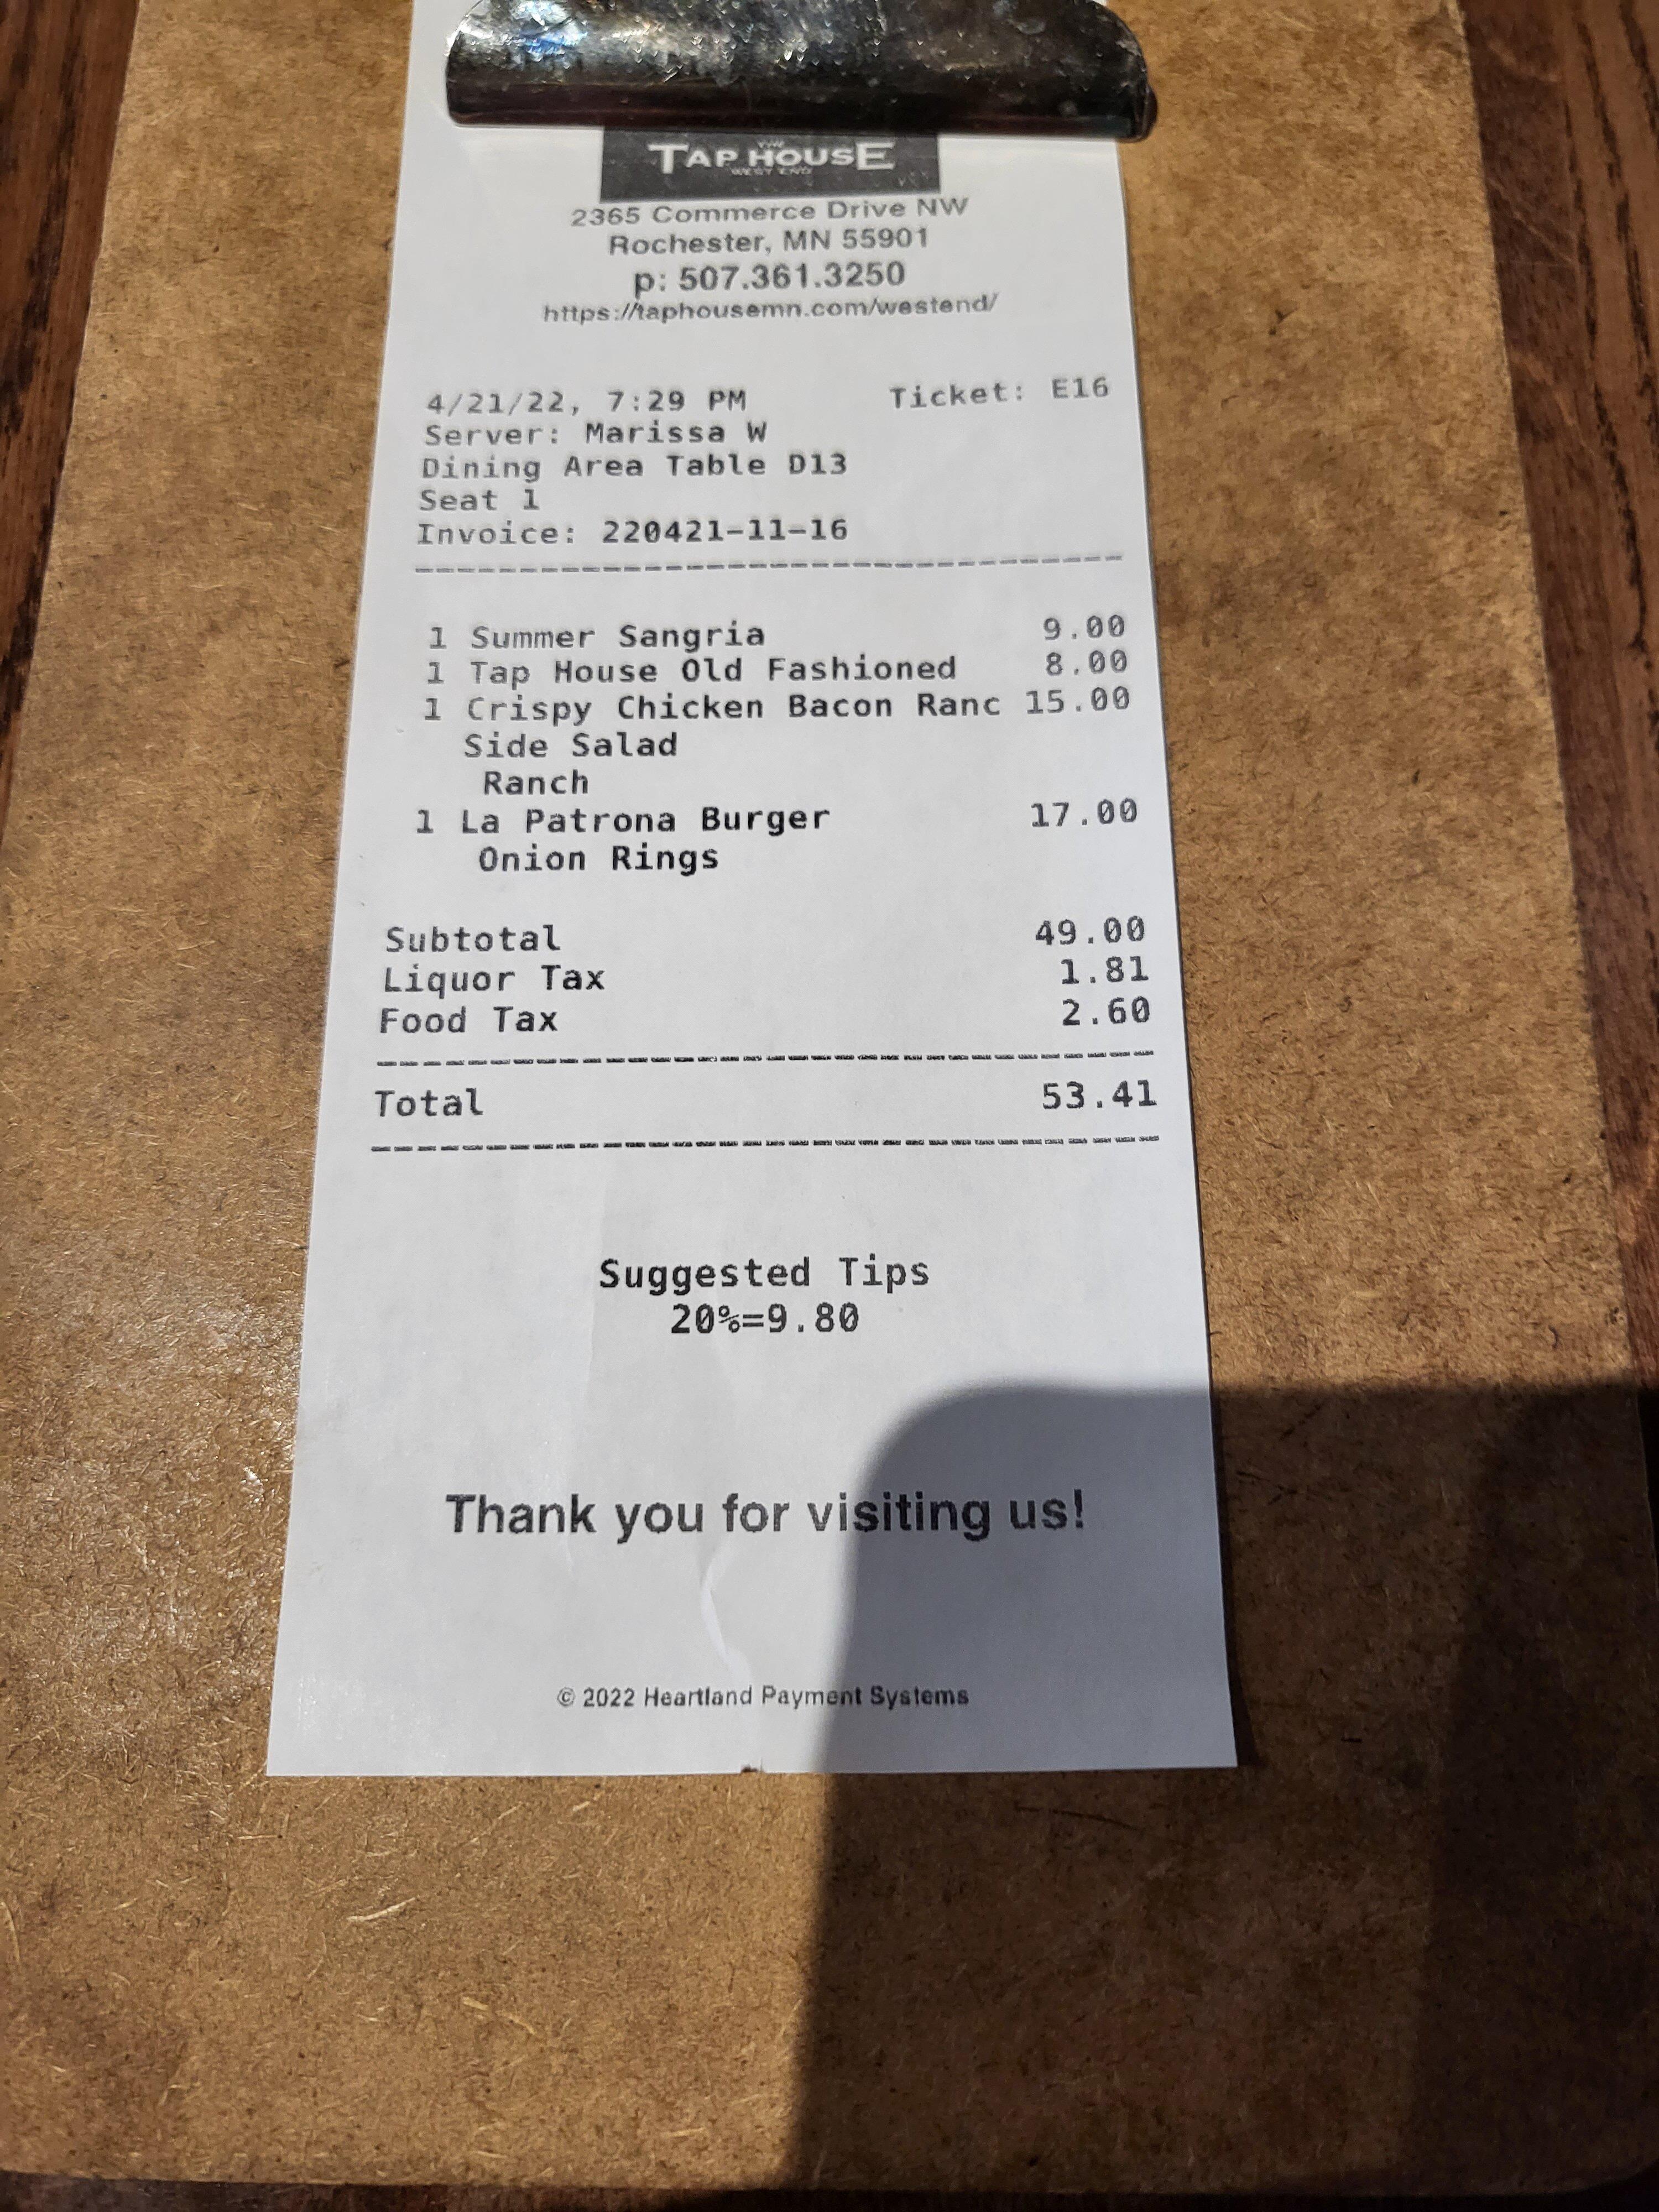 THE
TAP HOUSE
WEST END
2365 Commerce Drive NW
Rochester, MN 55901
p: 507.361.3250
https://taphousemn.com/westend/
4/21/22, 7:29 PM Ticket: E16
Server: Marissa W
Dining Area Table D13
Seat 1
Invoice: 220421-11-16
1 Summer Sangria 9.00
1 Tap House Old Fashioned 8.00
1 Crispy Chicken Bacon Ranc 15.00
Side Salad
Ranch
1 La Patrona Burger 17.00
Onion Rings
Subtotal 49.00
Liquor Tax 1.81
Food Tax 2.60
Total 53.41
Suggested Tips
20%=9.80
Thank you for visiting us!
© 2022 Heartland Payment Systems